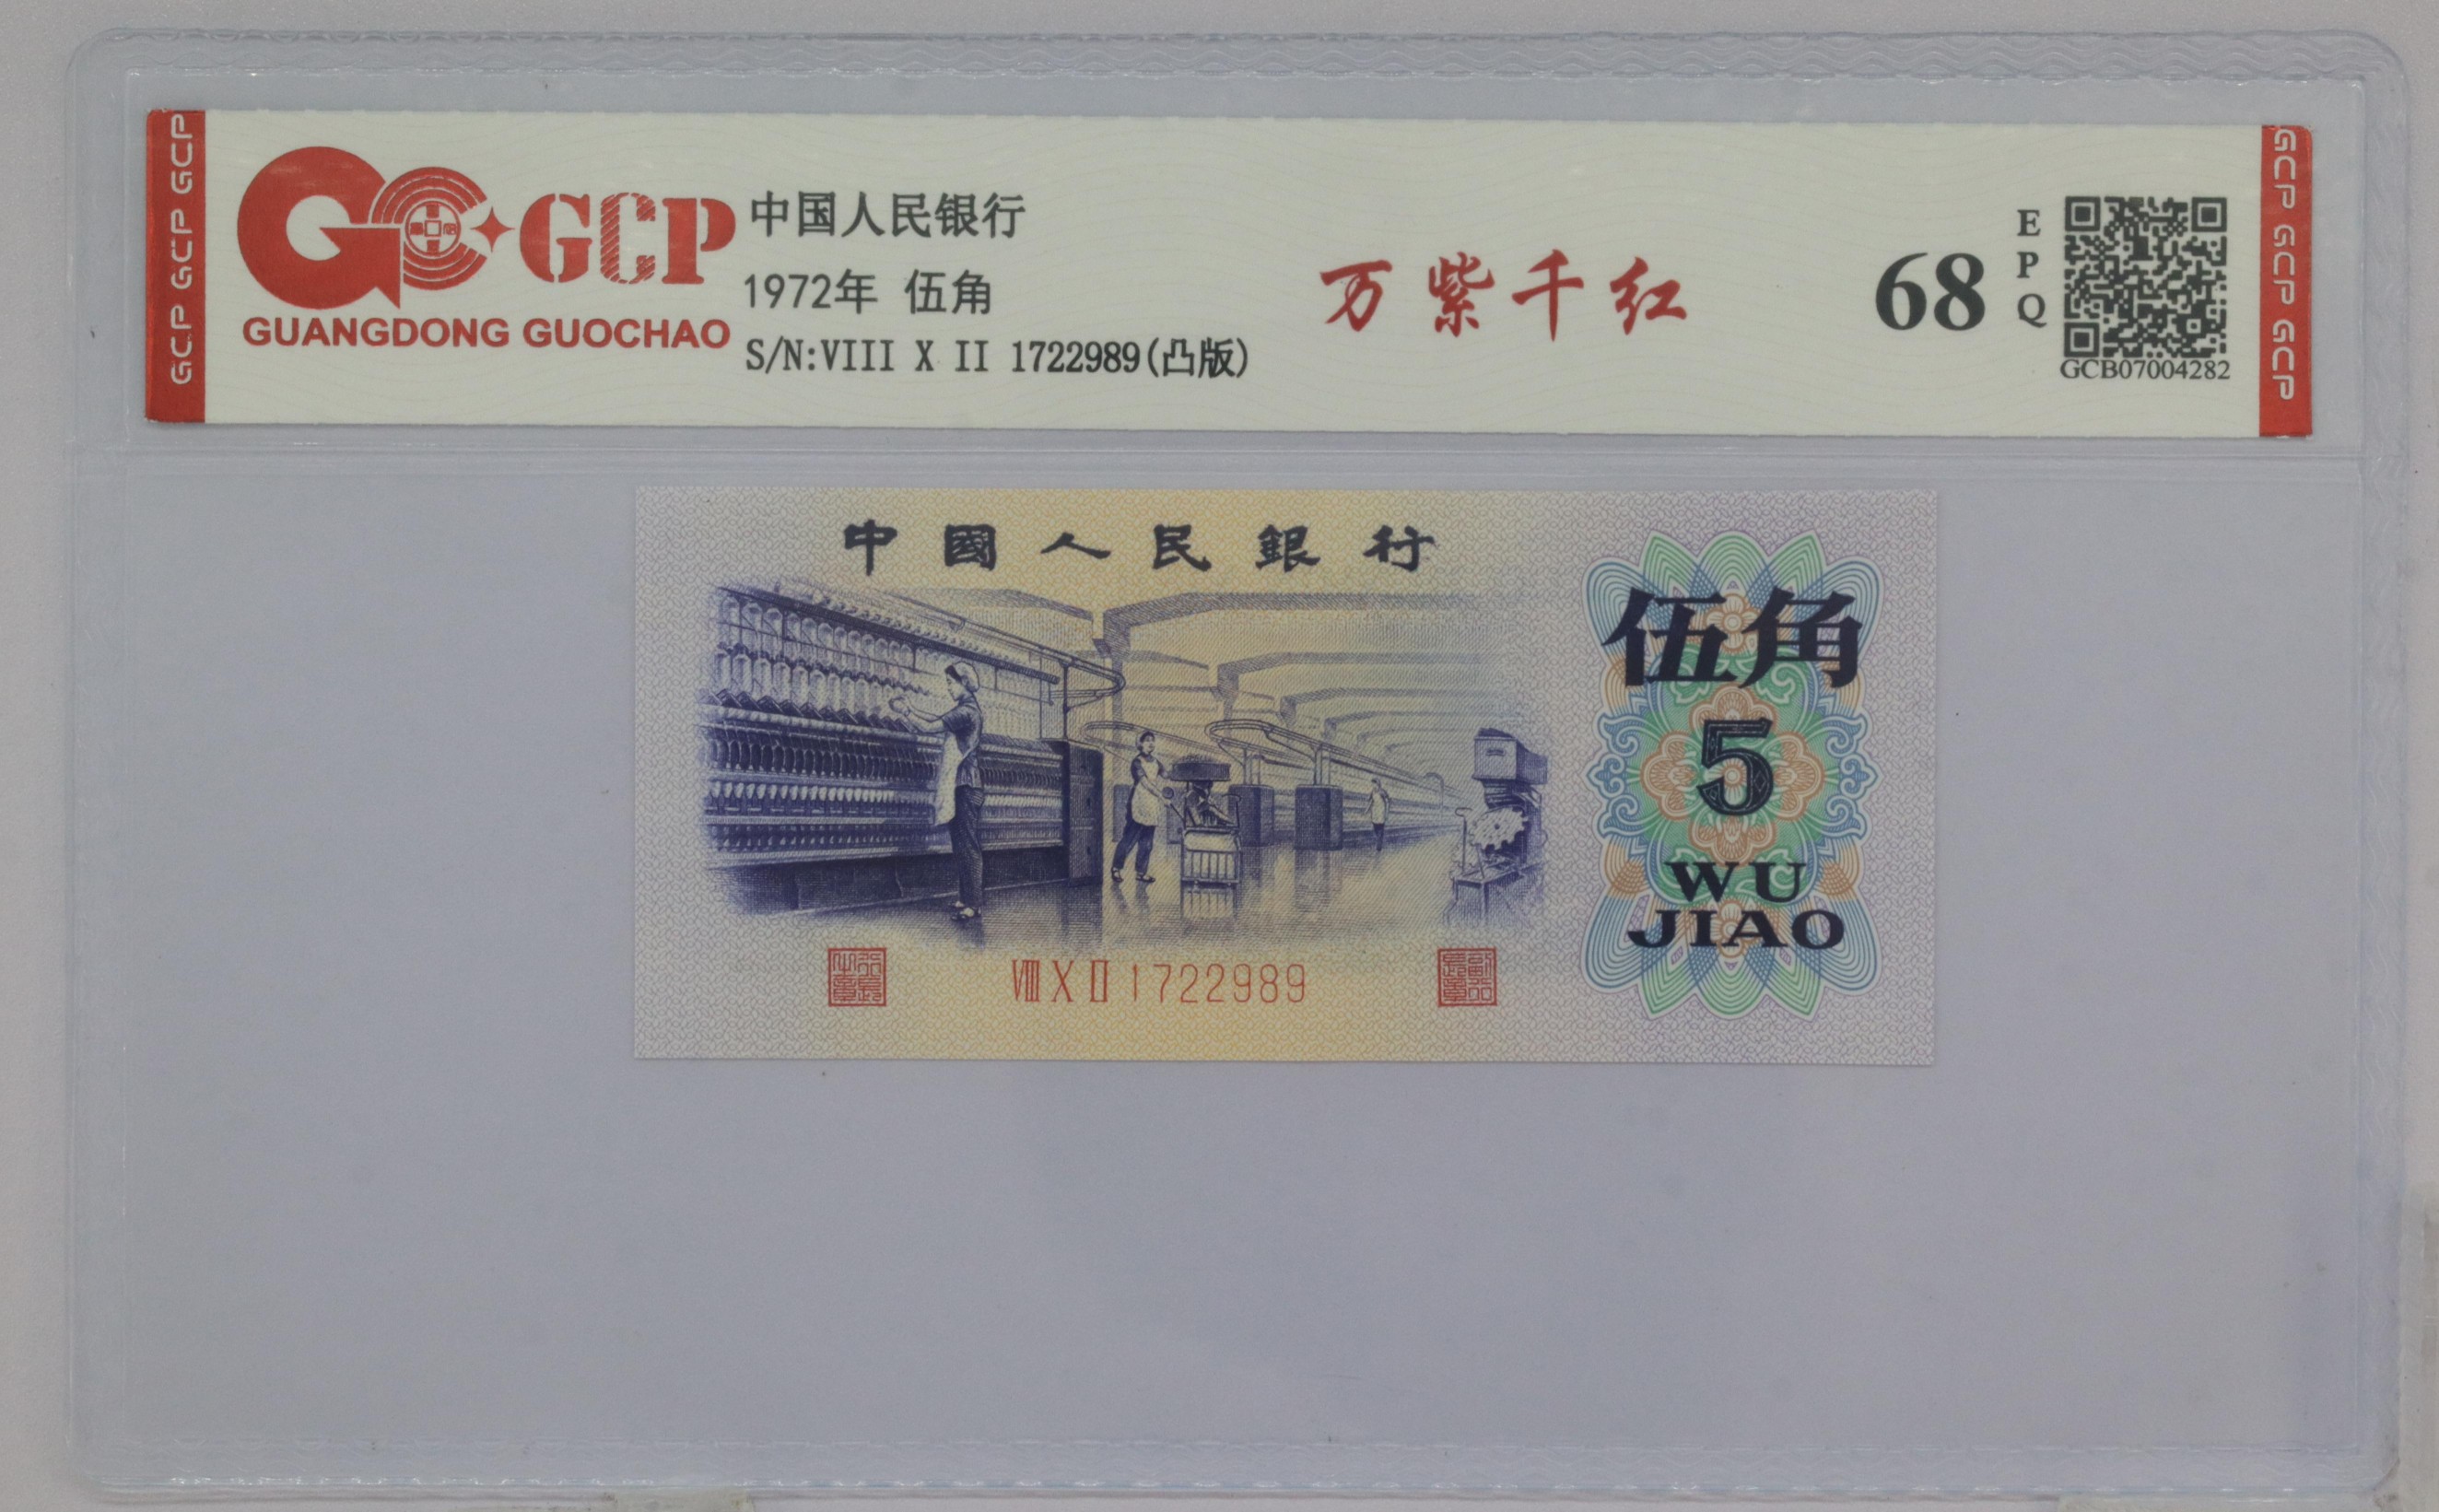 GCP GCP GCP
GCP
GUANGDONG GUOCHAO
中国人民银行
1972年 伍角
S/N:VIII X II 1722989(凸版)
万紫千红
68
E
P
Q
GCB07004282
GCP GCP GCP
中國人民銀行
伍角
5
WU
JIAO
VIII X II 1722989